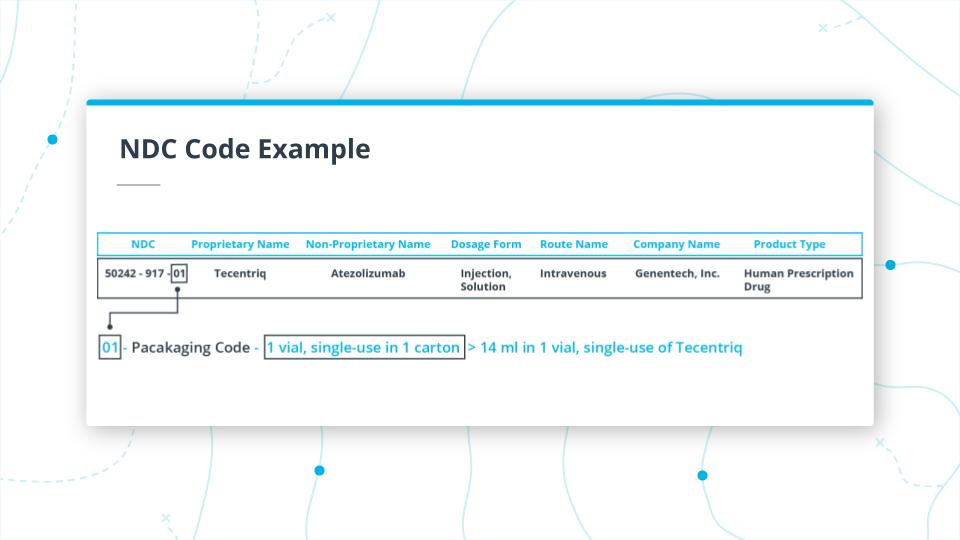 NDC Code Example
NDC Proprietary Name Non-Proprietary Name Dosage Form Route Name Company Name Product Type
50242 - 917 - 01 Tecentriq Atezolizumab Injection, Intravenous Genentech, Inc. Human Prescription
Solution Drug
01 - Pacakaging Code - 1 vial, single-use in 1 carton > 14 ml in 1 vial, single-use of Tecentriq